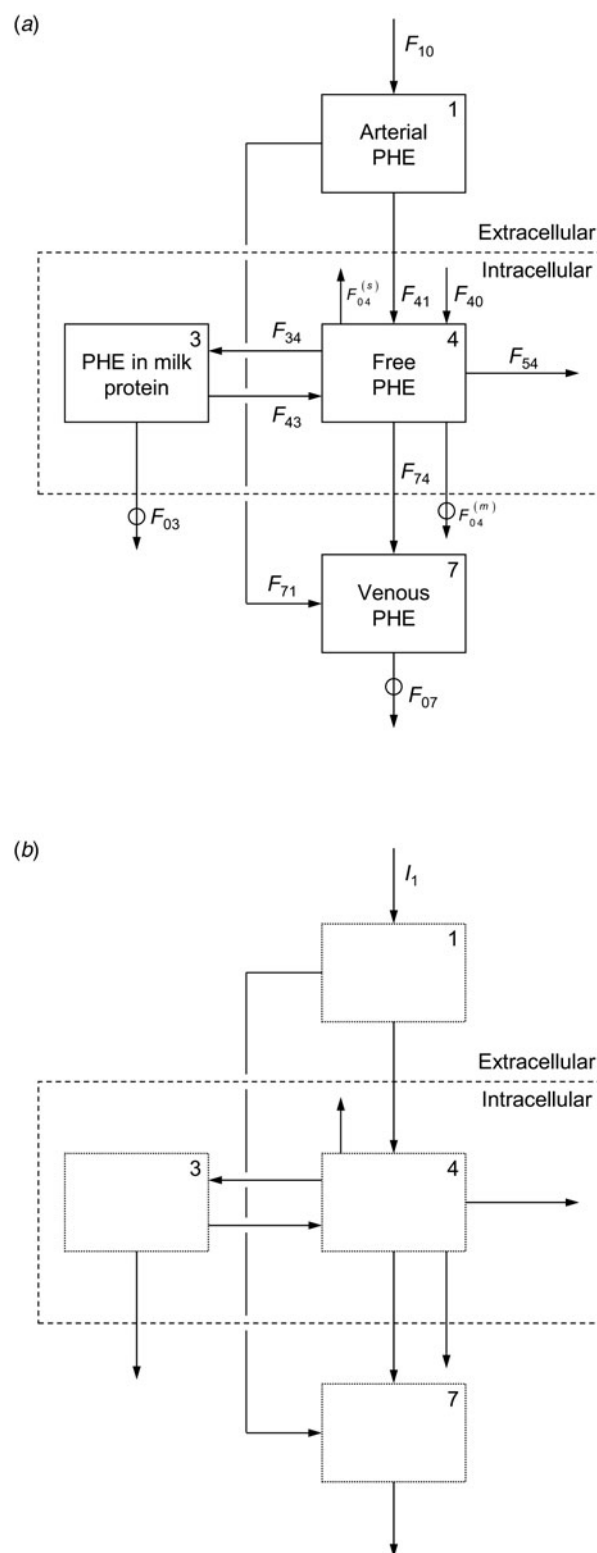 (a)
F10
1
Arterial
PHE
Extracellular
Intracellular
F04(s)
F41
F40
3
PHE in milk
protein
F34
F43
4
Free
PHE
F54
F74
F03
F04(m)
7
Venous
PHE
F71
F07
(b)
I1
1
Extracellular
Intracellular
3
4
7